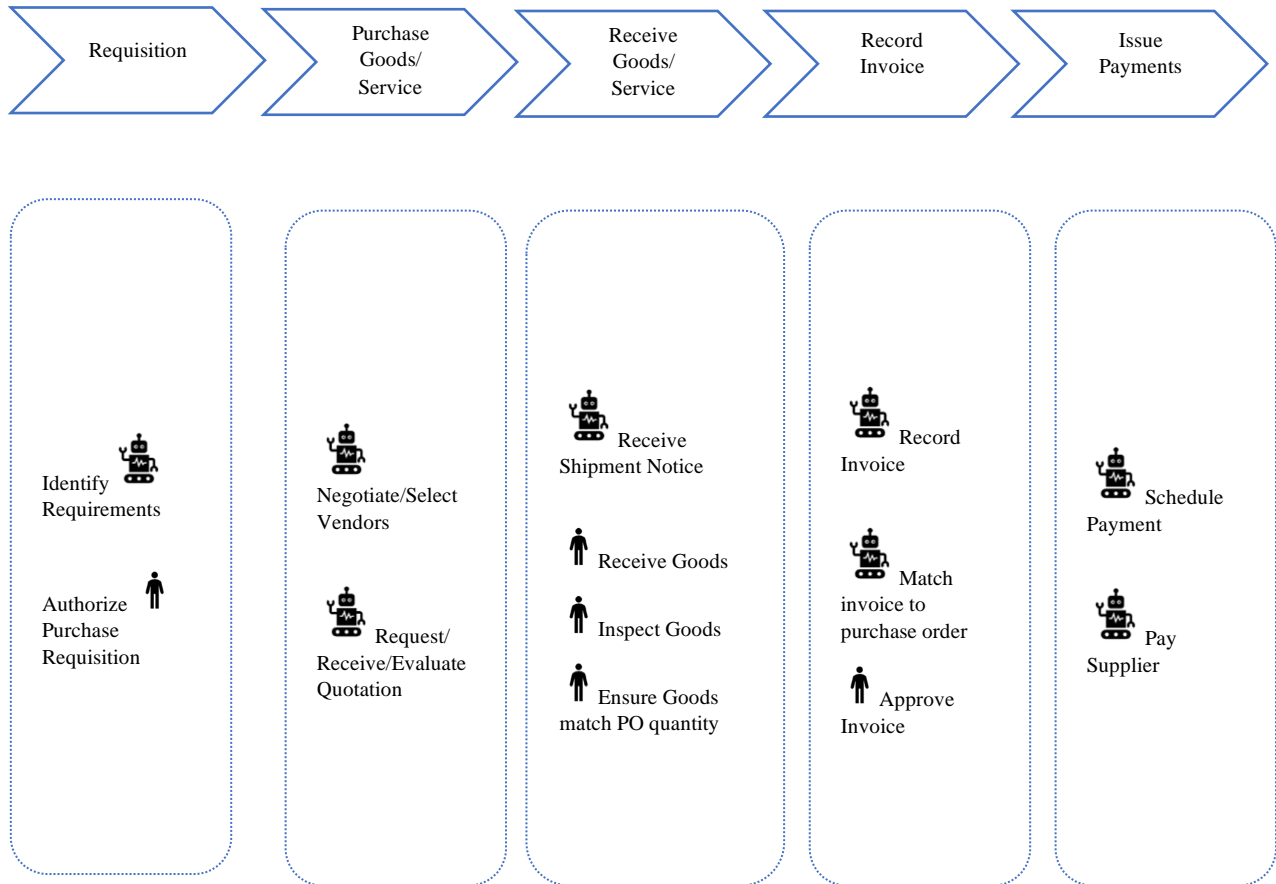 Requisition
Purchase
Goods/
Service
Receive
Goods/
Service
Record
Invoice
Issue
Payments
Identify
Requirements
Authorize
Purchase
Requisition
Negotiate/Select
Vendors
Request/
Receive/Evaluate
Quotation
Receive
Shipment Notice
Receive Goods
Inspect Goods
Ensure Goods
match PO quantity
Record
Invoice
Match
invoice to
purchase order
Approve
Invoice
Schedule
Payment
Pay
Supplier